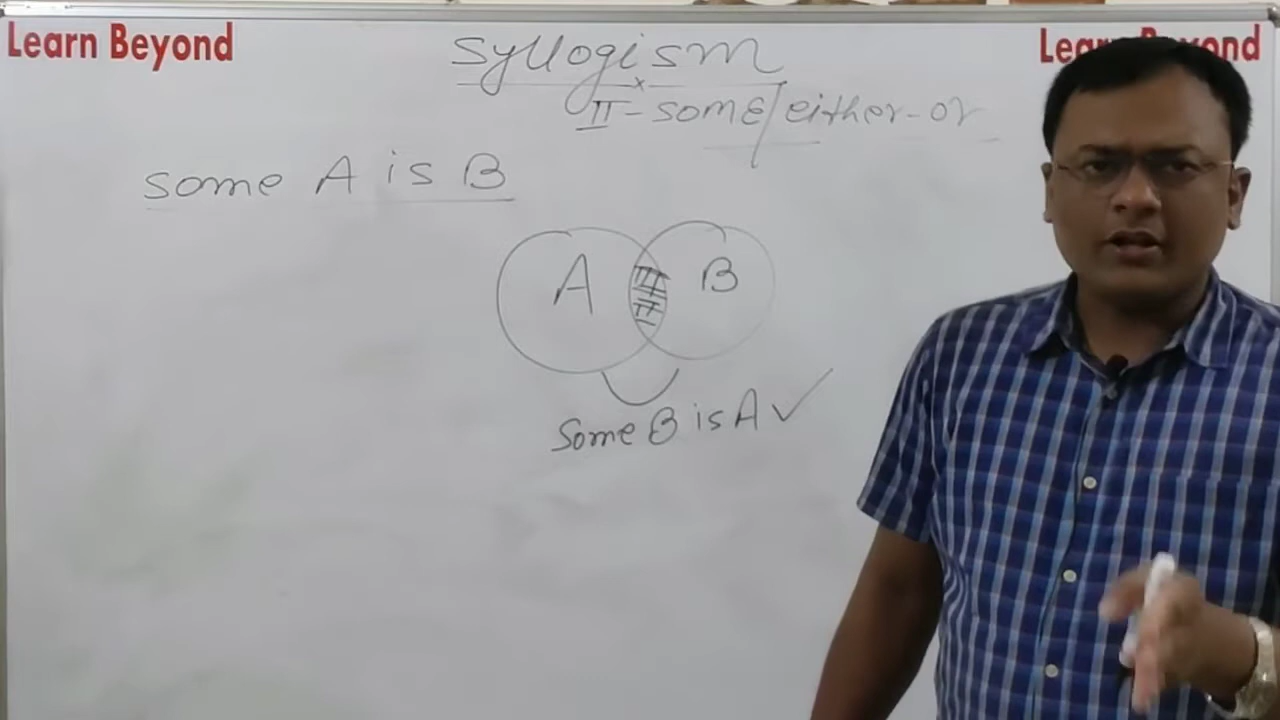 Learn Beyond
Syllogism
Learn Beyond
II - some/either-or
some A is B
A
B
Some B is A ✓